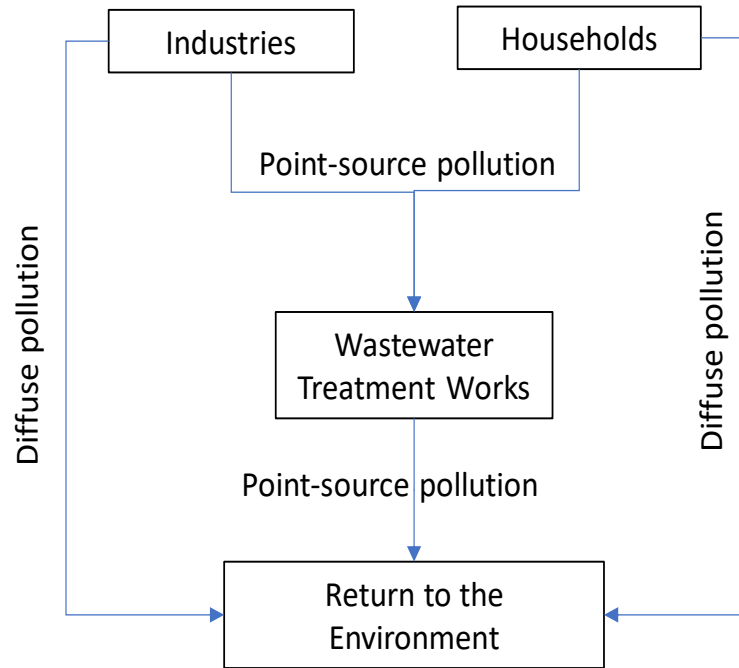 Industries
Households
Point-source pollution
Diffuse pollution
Diffuse pollution
Wastewater
Treatment Works
Point-source pollution
Return to the
Environment